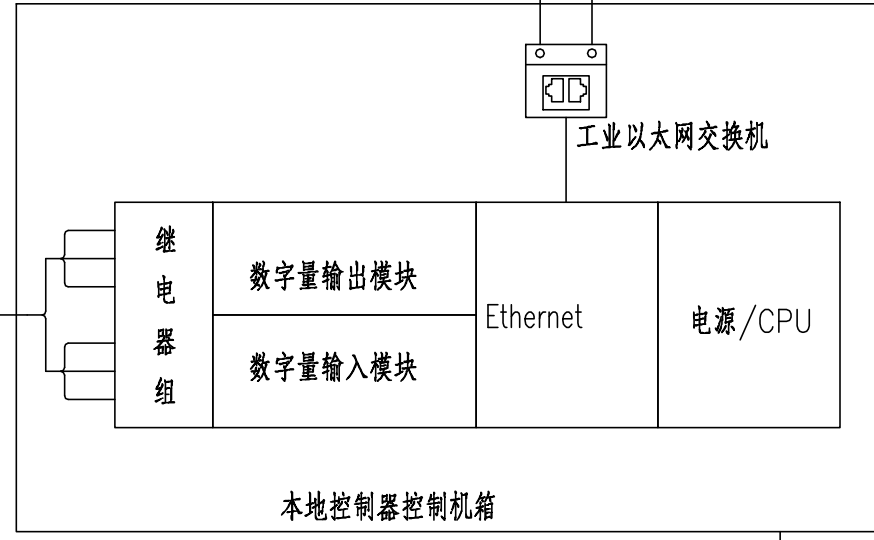 工业以太网交换机
继
电
器
组
数字量输出模块
数字量输入模块
Ethernet
电源/CPU
本地控制器控制机箱